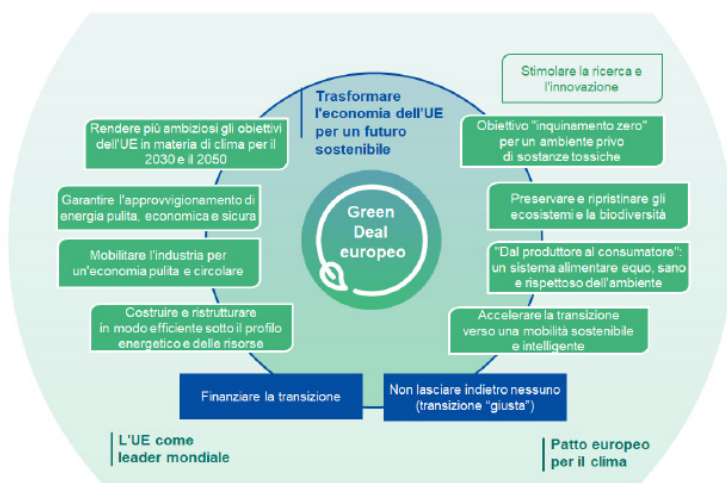 Trasformare
l'economia dell'UE
per un futuro
sostenibile
Stimolare la ricerca e
l'innovazione
Rendere più ambiziosi gli obiettivi
dell'UE in materia di clima per il
2030 e il 2050
Garantire l'approvvigionamento di
energia pulita, economica e sicura
Mobilitare l'industria per
un'economia pulita e circolare
Costruire e ristrutturare
in modo efficiente sotto il profilo
energetico e delle risorse
Green
Deal
europeo
Obiettivo "inquinamento zero"
per un ambiente privo
di sostanze tossiche
Preservare e ripristinare gli
ecosistemi e la biodiversità
"Dal produttore al consumatore":
un sistema alimentare equo, sano
e rispettoso dell'ambiente
Accelerare la transizione
verso una mobilità sostenibile
e intelligente
Finanziare la transizione
Non lasciare indietro nessuno
(transizione "giusta")
L'UE come
leader mondiale
Patto europeo
per il clima